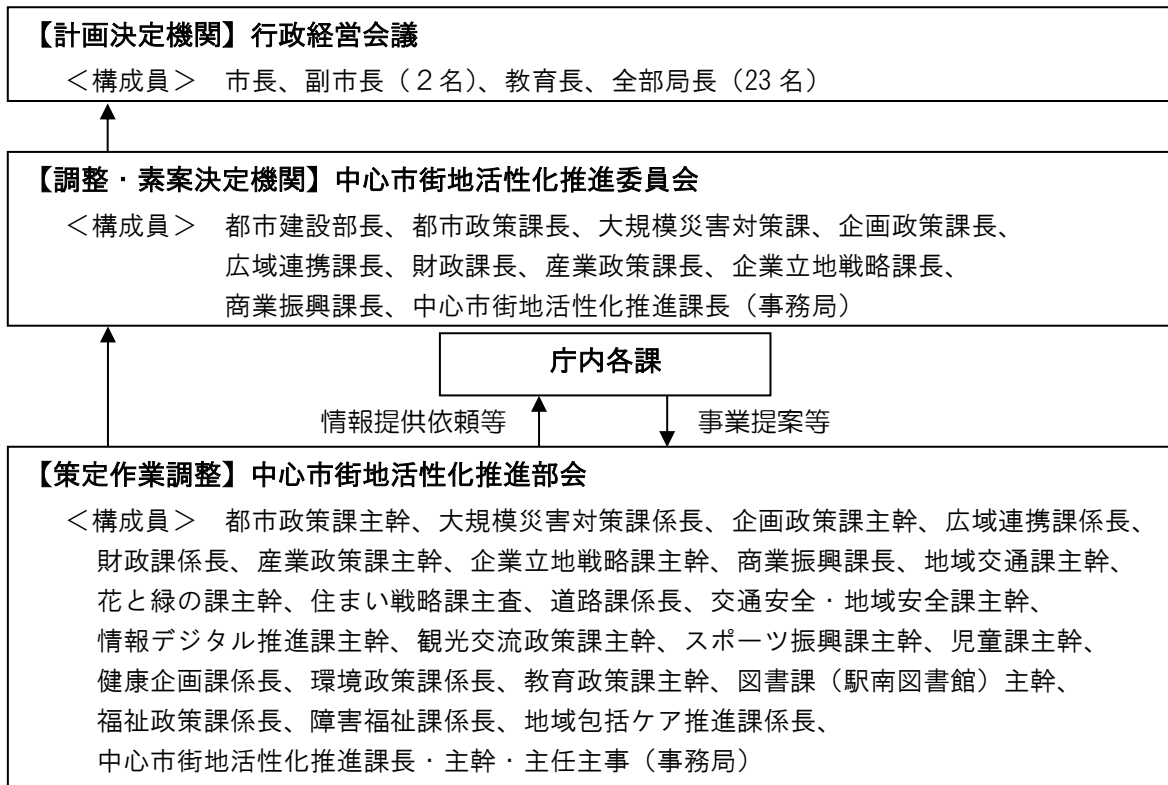 【計画決定機関】行政経営会議
＜構成員＞ 市長、副市長（２名）、教育長、全部局長（23 名）
【調整・素案決定機関】中心市街地活性化推進委員会
＜構成員＞ 都市建設部長、都市政策課長、大規模災害対策課、企画政策課長、
広域連携課長、財政課長、産業政策課長、企業立地戦略課長、
商業振興課長、中心市街地活性化推進課長（事務局）
庁内各課
情報提供依頼等
事業提案等
【策定作業調整】中心市街地活性化推進部会
＜構成員＞ 都市政策課主幹、大規模災害対策課係長、企画政策課主幹、広域連携課係長、
財政課係長、産業政策課主幹、企業立地戦略課主幹、商業振興課長、地域交通課主幹、
花と緑の課主幹、住まい戦略課主査、道路課係長、交通安全・地域安全課主幹、
情報デジタル推進課主幹、観光交流政策課主幹、スポーツ振興課主幹、児童課主幹、
健康企画課係長、環境政策課係長、教育政策課主幹、図書課（駅南図書館）主幹、
福祉政策課係長、障害福祉課係長、地域包括ケア推進課係長、
中心市街地活性化推進課長・主幹・主任主事（事務局）